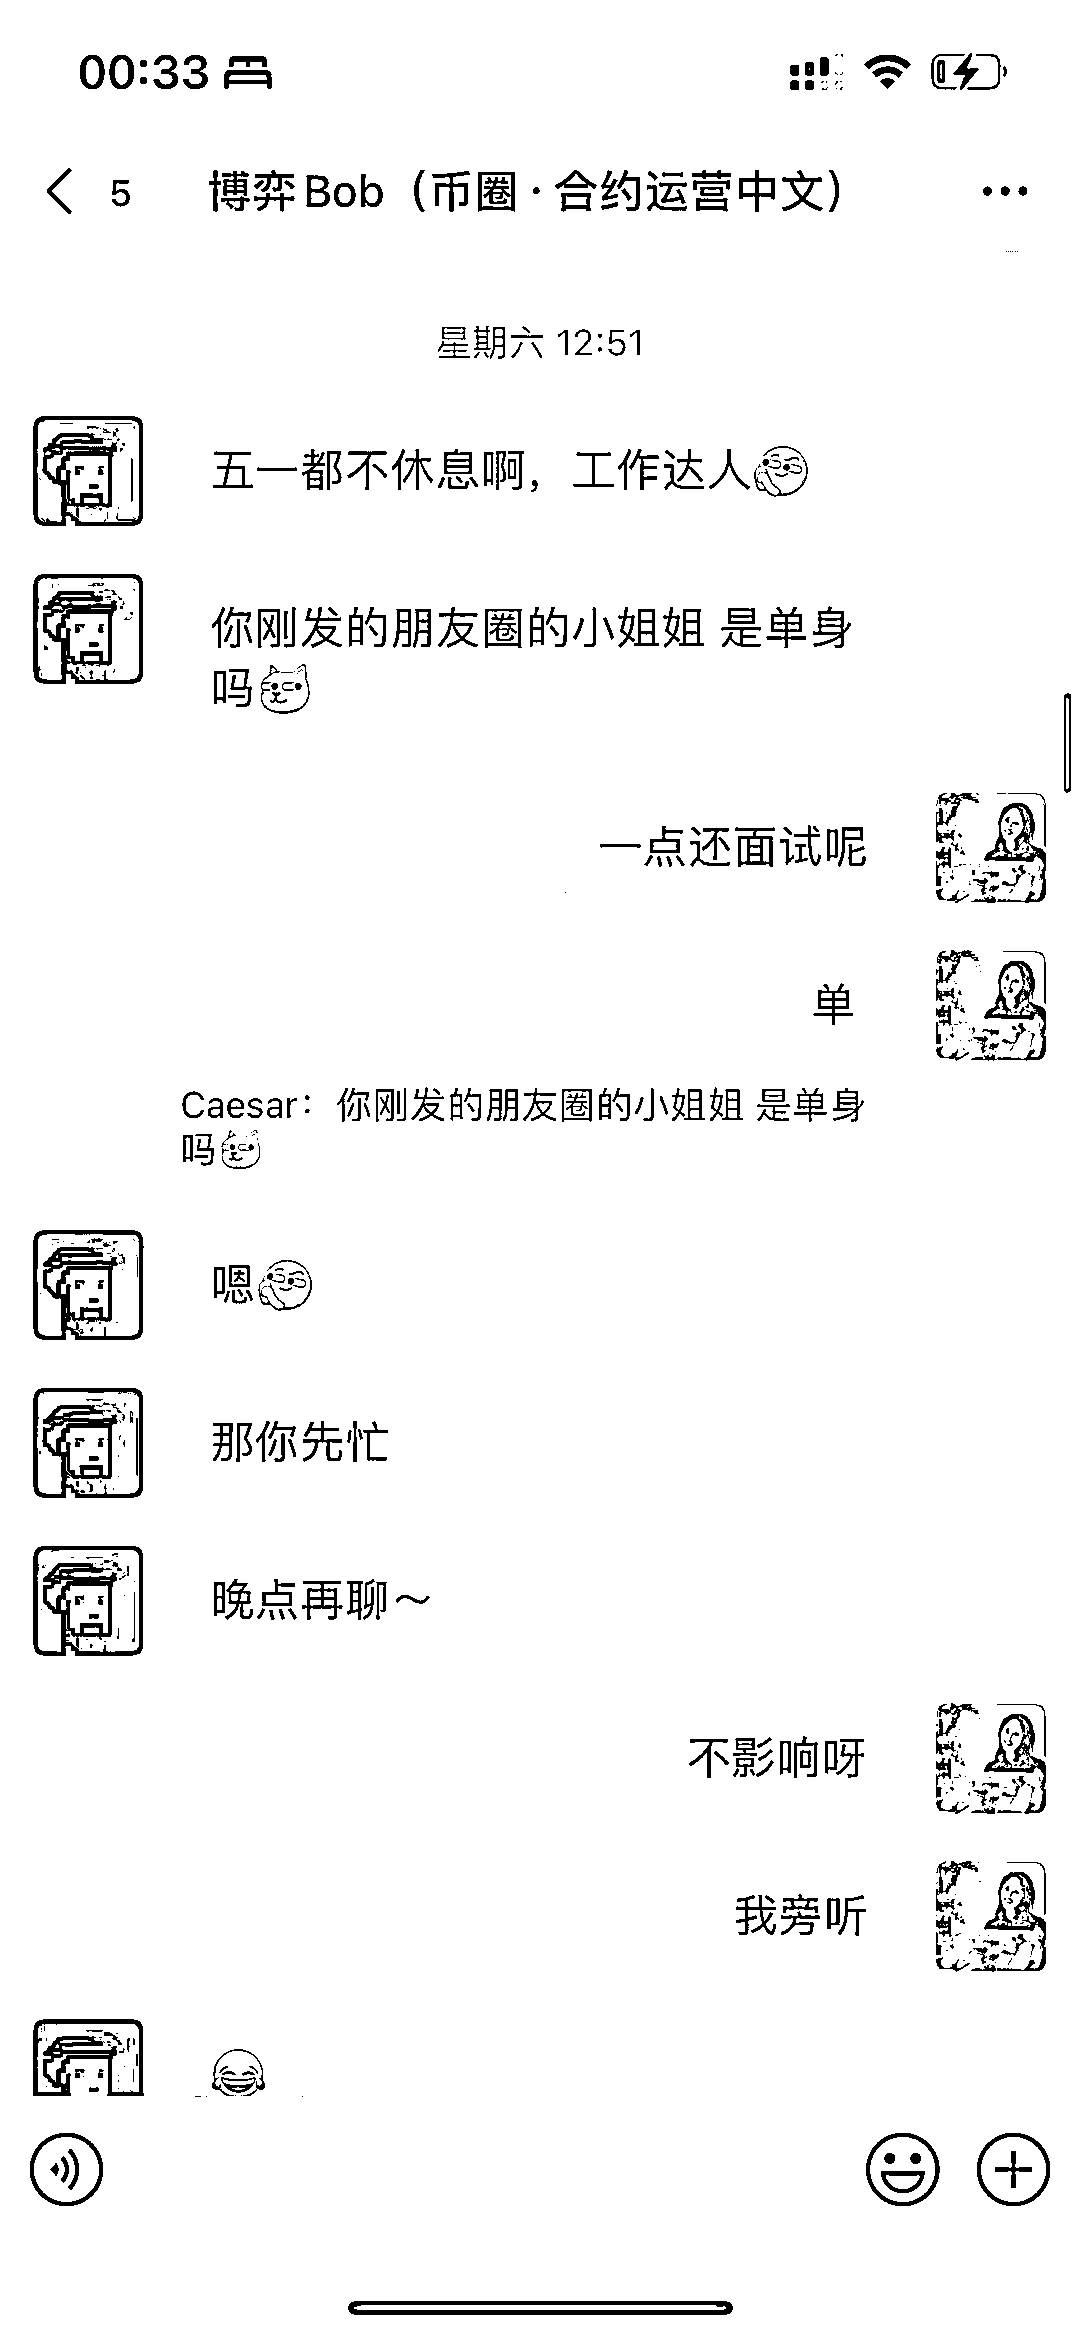 00:33
5 博弈Bob（币圈·合约运营中文） ...
星期六 12:51
五一都不休息啊，工作达人
你刚发的朋友圈的小姐姐 是单身
吗
一点还面试呢
单
Caesar：你刚发的朋友圈的小姐姐 是单身
吗
嗯
那你先忙
晚点再聊～
不影响呀
我旁听